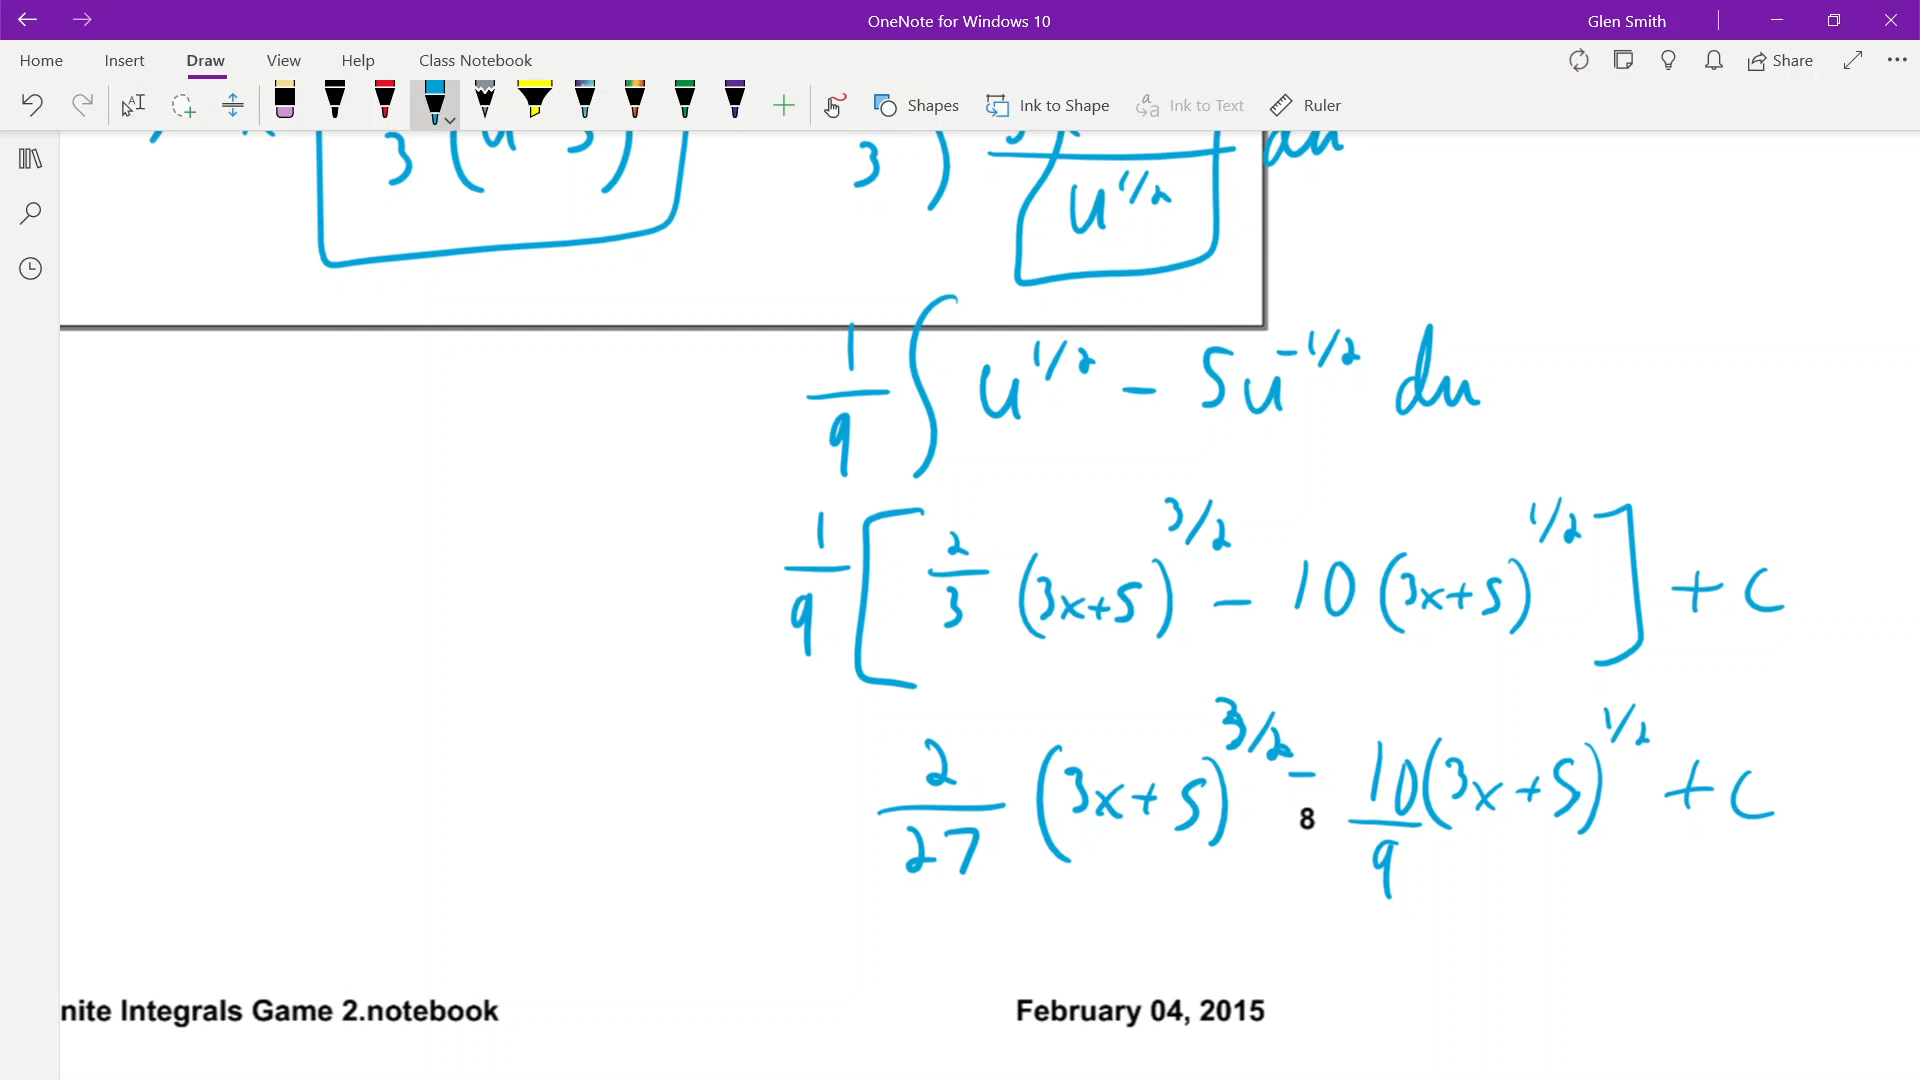 OneNote for Windows 10
Glen Smith
Home Insert Draw View Help Class Notebook Share
Shapes Ink to Shape Ink to Text Ruler
3 ( ) 3 ) u^1/2 du
1/9 ∫ u^1/2 - 5u^-1/2 du
1/9 [ 2/3 (3x+5)^3/2 - 10 (3x+5)^1/2 ] + C
2/27 (3x+5)^3/2 - 10/9 (3x+5)^1/2 + C
8
nite Integrals Game 2.notebook
February 04, 2015